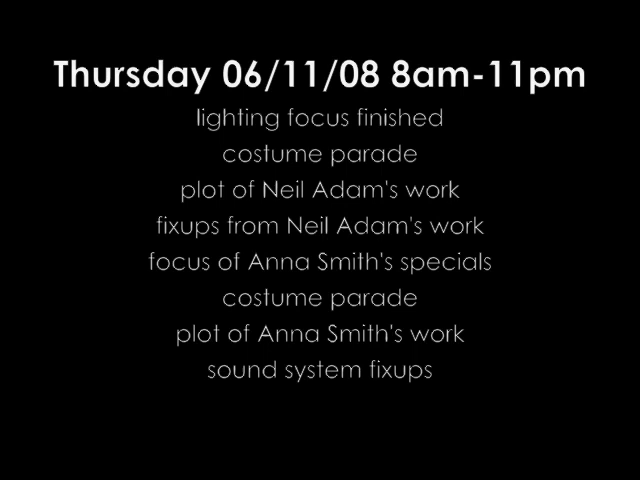 Thursday 06/11/08 8am-11pm
lighting focus finished
costume parade
plot of Neil Adam's work
fixups from Neil Adam's work
focus of Anna Smith's specials
costume parade
plot of Anna Smith's work
sound system fixups